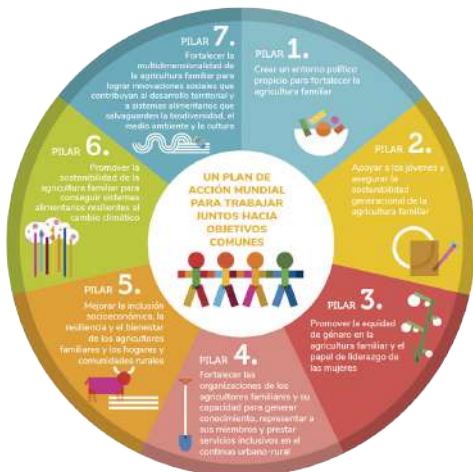 PILAR 1.
Crear un entorno político
propicio para fortalecer la
agricultura familiar
PILAR 2.
Apoyar a los jóvenes y
asegurar la
sostenibilidad
generacional de la
agricultura familiar
PILAR 3.
Promover la equidad
de género en la
agricultura familiar y el
papel de liderazgo de
las mujeres
PILAR 4.
Fortalecer las
organizaciones de los
agricultores familiares y su
capacidad para generar
conocimiento, representar a
sus miembros y prestar
servicios inclusivos en el
continuo urbano-rural
PILAR 5.
Mejorar la inclusión
socioeconómica, la
resiliencia y el bienestar
de los agricultores
familiares y los hogares y
comunidades rurales
PILAR 6.
Promover la
sostenibilidad de la
agricultura familiar para
conseguir sistemas
alimentarios resilientes al
cambio climático
PILAR 7.
Fortalecer la
multidimensionalidad de
la agricultura familiar para
lograr innovaciones sociales que
contribuyan al desarrollo territorial y
a sistemas alimentarios que
salvaguarden la biodiversidad, el
medio ambiente y la cultura
UN PLAN DE
ACCIÓN MUNDIAL
PARA TRABAJAR
JUNTOS HACIA
OBJETIVOS
COMUNES